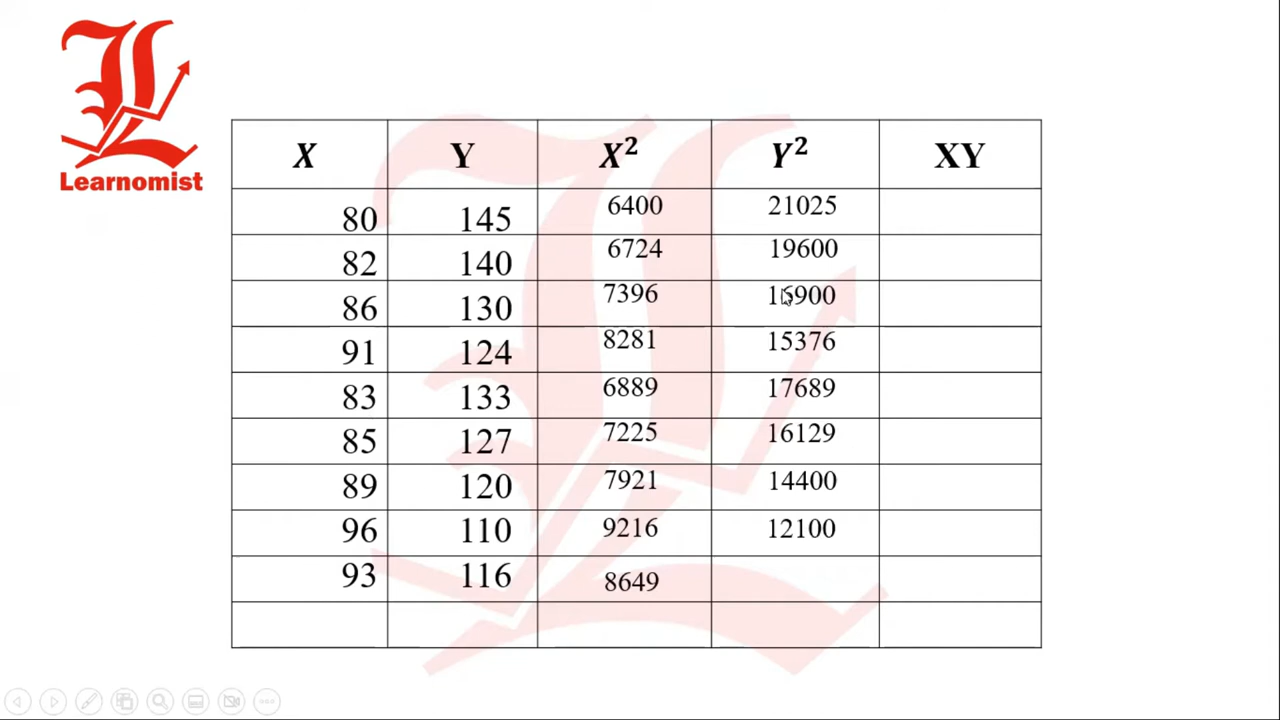 Learnomist
X Y X² Y² XY
80 145 6400 21025
82 140 6724 19600
86 130 7396 16900
91 124 8281 15376
83 133 6889 17689
85 127 7225 16129
89 120 7921 14400
96 110 9216 12100
93 116 8649